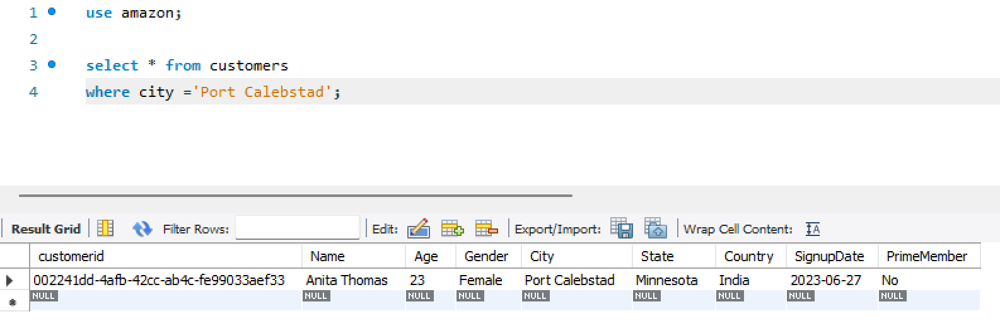 1 use amazon;
2
3 select * from customers
4 where city ='Port Calebstad';
Result Grid Filter Rows: Edit: Export/Import: Wrap Cell Content: IA
customerid Name Age Gender City State Country SignupDate PrimeMember
002241dd-4afb-42cc-ab4c-fe99033aef33 Anita Thomas 23 Female Port Calebstad Minnesota India 2023-06-27 No
NULL NULL NULL NULL NULL NULL NULL NULL NULL